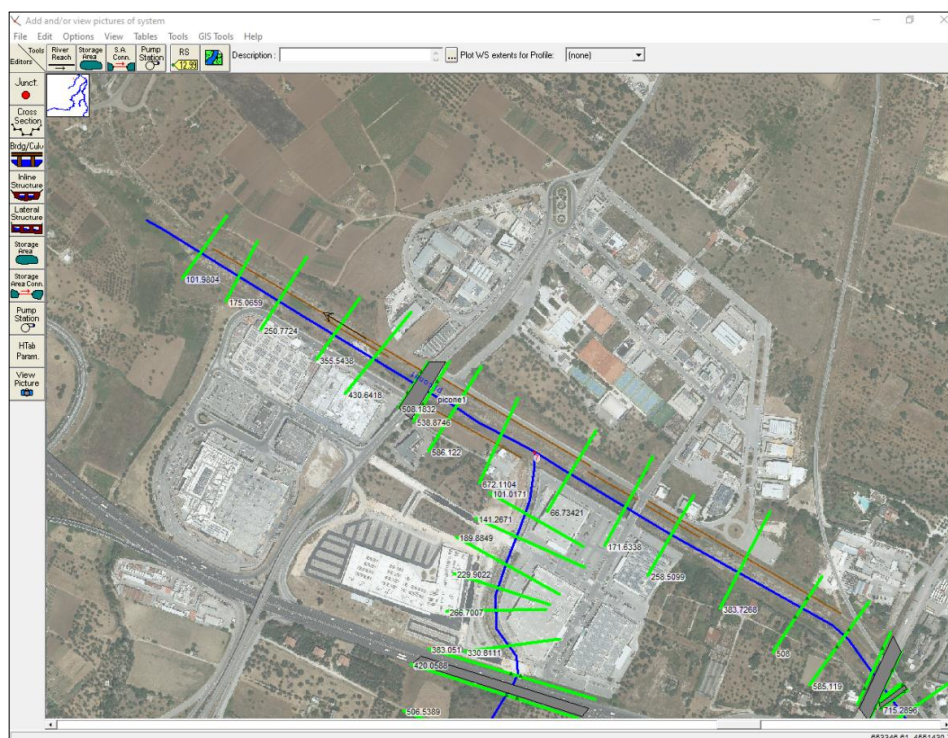 Add and/or view pictures of system
File Edit Options View Tables Tools GIS Tools Help
Tools
Editors
River
Reach
Storage
Area
S.A.
Conn.
Pump
Station
RS
12.99
Description :
... Plot WS extents for Profile: (none)
Junct.
Cross
Section
Brdg/Culv
Inline
Structure
Lateral
Structure
Storage
Area
Storage
Area Conn.
Pump
Station
HTab
Param.
View
Picture
101.9804
175.0659
250.7724
355.5438
430.6418
508.1832
picone1
538.8746
586.122
672.1104
101.0171
66.73421
141.2671
189.8849
171.6338
229.9022
258.5099
266.7007
383.7268
383.051
330.8111
508
420.0588
585.119
506.5389
715.2896